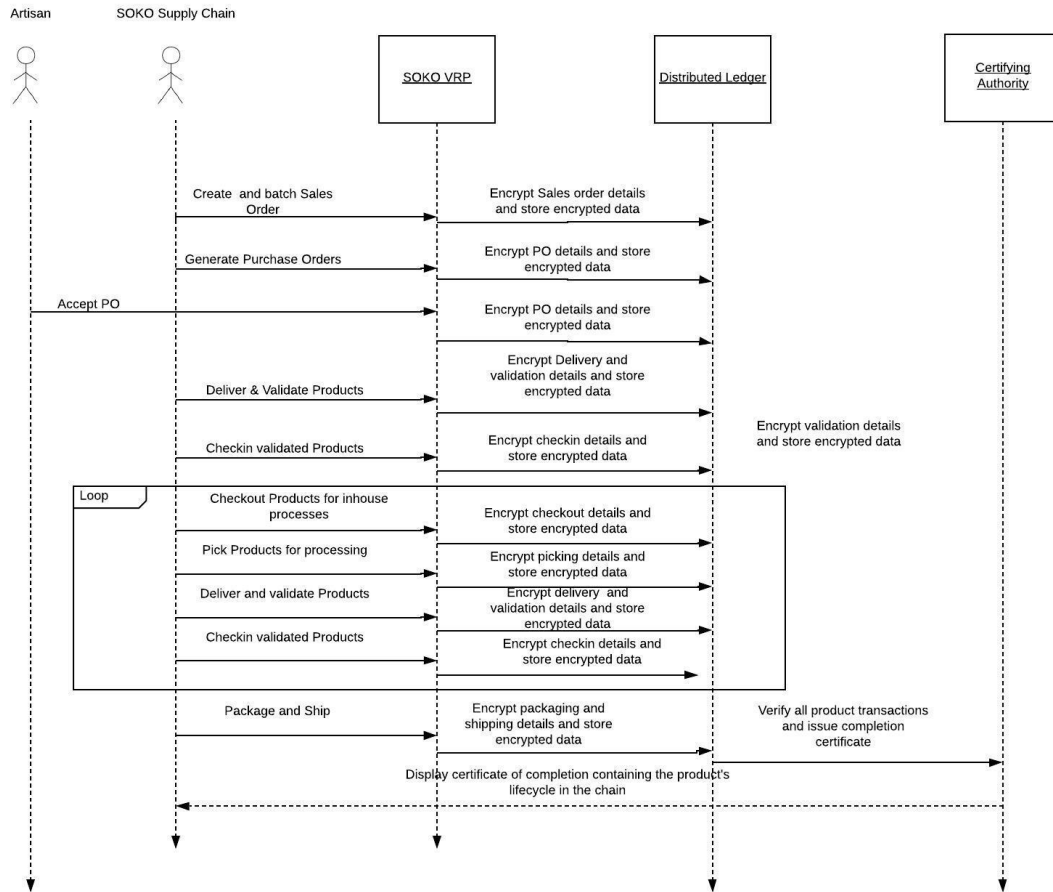 Artisan
SOKO Supply Chain
SOKO VRP
Distributed Ledger
Certifying
Authority
Create and batch Sales
Order
Encrypt Sales order details
and store encrypted data
Generate Purchase Orders
Encrypt PO details and store
encrypted data
Accept PO
Encrypt PO details and store
encrypted data
Deliver & Validate Products
Encrypt Delivery and
validation details and store
encrypted data
Encrypt validation details
and store encrypted data
Checkin validated Products
Encrypt checkin details and
store encrypted data
Loop
Checkout Products for inhouse
processes
Encrypt checkout details and
store encrypted data
Pick Products for processing
Encrypt picking details and
store encrypted data
Deliver and validate Products
Encrypt delivery and
validation details and store
encrypted data
Checkin validated Products
Encrypt checkin details and
store encrypted data
Package and Ship
Encrypt packaging and
shipping details and store
encrypted data
Verify all product transactions
and issue completion
certificate
Display certificate of completion containing the product's
lifecycle in the chain